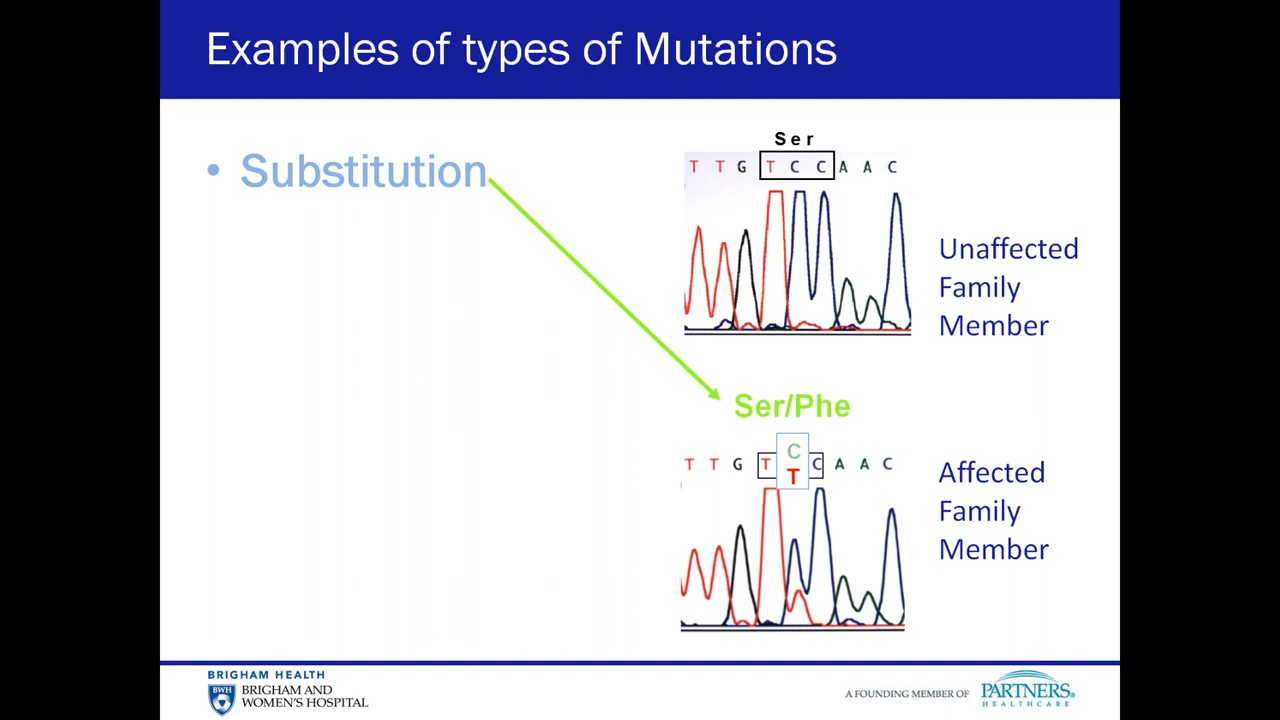 Examples of types of Mutations
• Substitution
Ser
T T G T C C A A C
Unaffected
Family
Member
Ser/Phe
C
T T G T C A A C
T
Affected
Family
Member
BRIGHAM HEALTH
BWH
BRIGHAM AND
WOMEN'S HOSPITAL
A FOUNDING MEMBER OF
PARTNERS®
HEALTHCARE